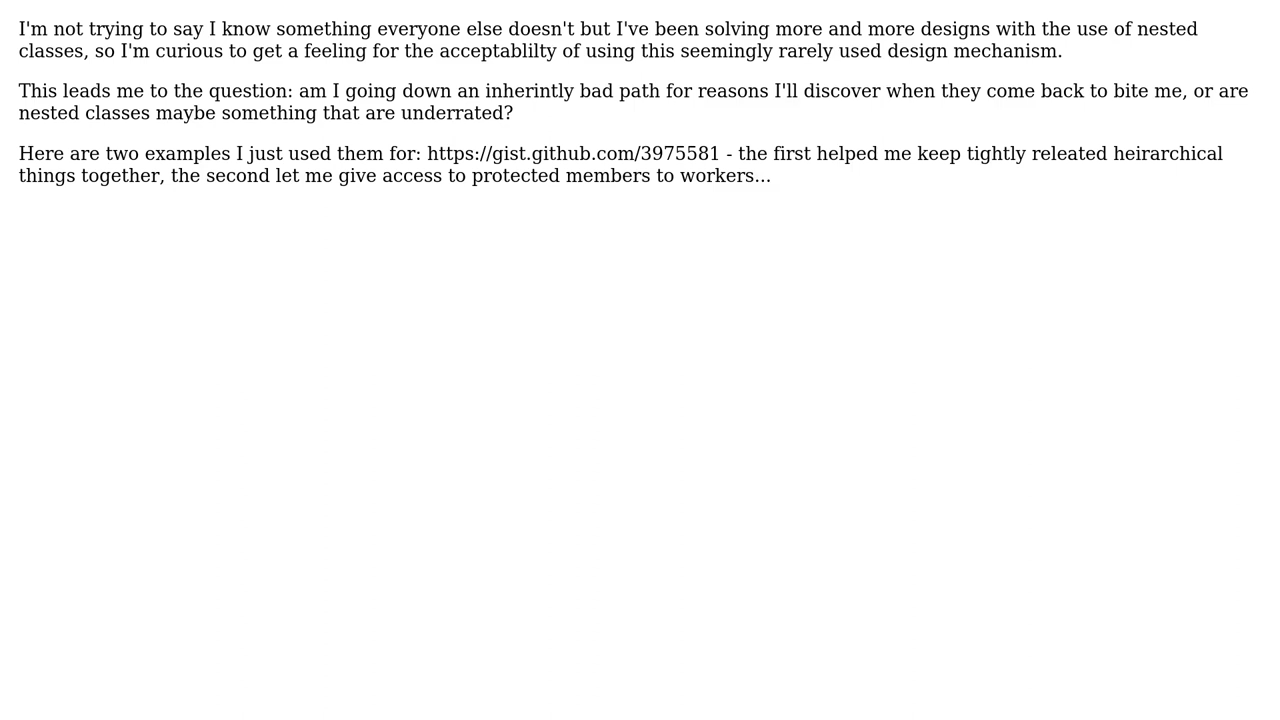 I'm not trying to say I know something everyone else doesn't but I've been solving more and more designs with the use of nested
classes, so I'm curious to get a feeling for the acceptablilty of using this seemingly rarely used design mechanism.
This leads me to the question: am I going down an inherintly bad path for reasons I'll discover when they come back to bite me, or are
nested classes maybe something that are underrated?
Here are two examples I just used them for: https://gist.github.com/3975581 - the first helped me keep tightly releated heirarchical
things together, the second let me give access to protected members to workers...